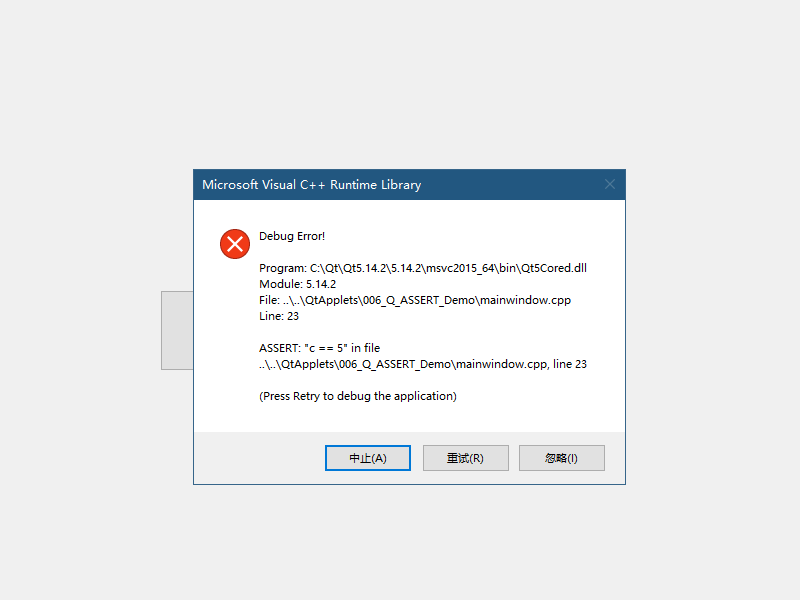 Microsoft Visual C++ Runtime Library
Debug Error!
Program: C:\Qt\Qt5.14.2\5.14.2\msvc2015_64\bin\Qt5Cored.dll
Module: 5.14.2
File: ..\..\QtApplets\006_Q_ASSERT_Demo\mainwindow.cpp
Line: 23
ASSERT: "c == 5" in file
..\..\QtApplets\006_Q_ASSERT_Demo\mainwindow.cpp, line 23
(Press Retry to debug the application)
中止(A) 重试(R) 忽略(I)